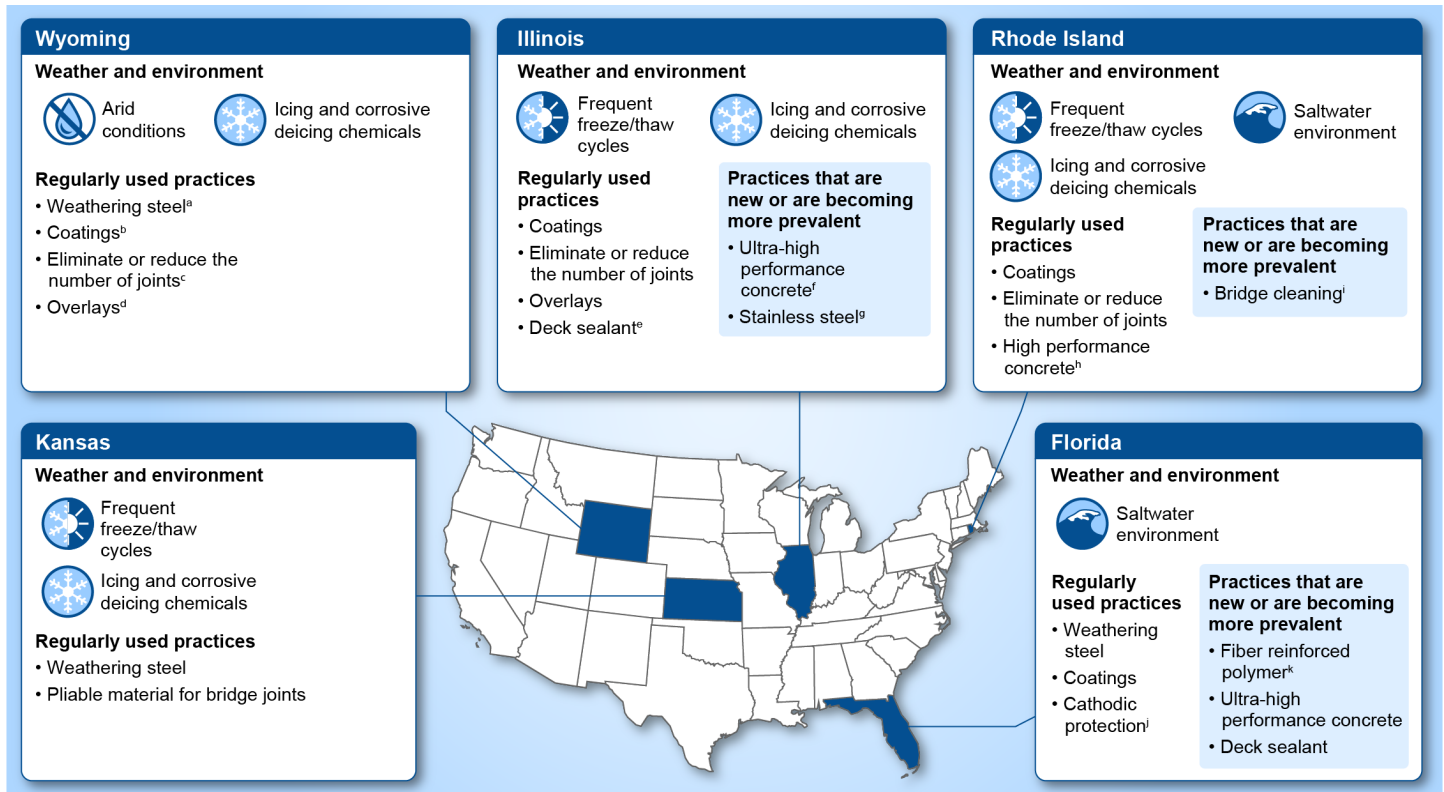 Wyoming
Weather and environment
Arid
conditions
Icing and corrosive
deicing chemicals
Regularly used practices
• Weathering steelᵃ
• Coatingsᵇ
• Eliminate or reduce the
number of jointsᶜ
• Overlaysᵈ
Illinois
Weather and environment
Frequent
freeze/thaw
cycles
Icing and corrosive
deicing chemicals
Regularly used
practices
• Coatings
• Eliminate or reduce
the number of joints
• Overlays
• Deck sealantᵉ
Practices that are
new or are becoming
more prevalent
• Ultra-high
performance
concreteᶠ
• Stainless steelᵍ
Rhode Island
Weather and environment
Frequent
freeze/thaw cycles
Saltwater
environment
Icing and corrosive
deicing chemicals
Regularly used
practices
• Coatings
• Eliminate or reduce
the number of joints
• High performance
concreteʰ
Practices that are
new or are becoming
more prevalent
• Bridge cleaningⁱ
Kansas
Weather and environment
Frequent
freeze/thaw
cycles
Icing and corrosive
deicing chemicals
Regularly used practices
• Weathering steel
• Pliable material for bridge joints
Florida
Weather and environment
Saltwater
environment
Regularly
used practices
• Weathering
steel
• Coatings
• Cathodic
protectionʲ
Practices that are
new or are becoming
more prevalent
• Fiber reinforced
polymerᵏ
• Ultra-high
performance concrete
• Deck sealant